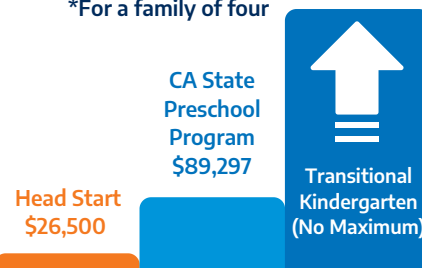 *For a family of four
CA State
Preschool
Program
$89,297
Transitional
Kindergarten
(No Maximum)
Head Start
$26,500